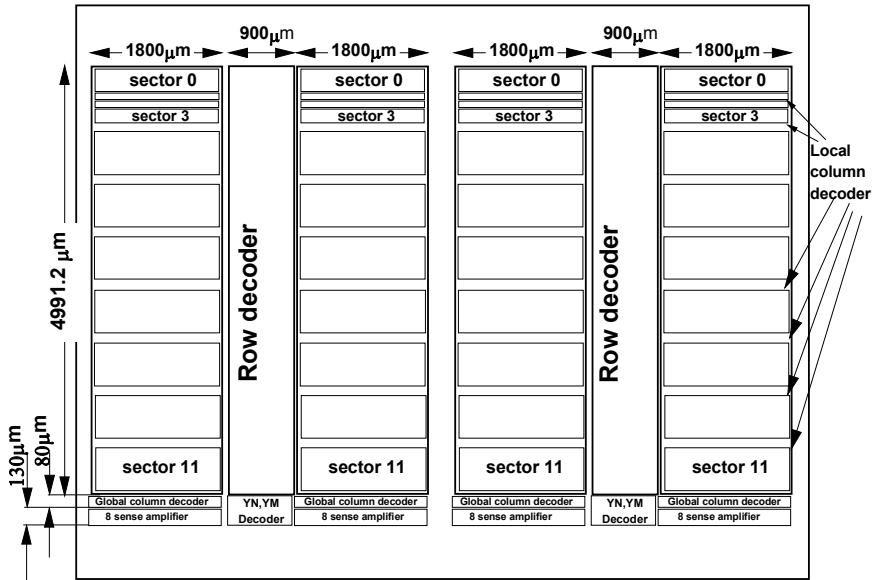 900μm 900μm
1800μm 1800μm 1800μm 1800μm
sector 0 sector 0 sector 0 sector 0
sector 3 sector 3 sector 3 sector 3
Local
column
decoder
4991.2 μm
Row decoder Row decoder
130μm
80μm
sector 11 sector 11 sector 11 sector 11
Global column decoder YN,YM Global column decoder Global column decoder YN,YM Global column decoder
8 sense amplifier Decoder 8 sense amplifier 8 sense amplifier Decoder 8 sense amplifier